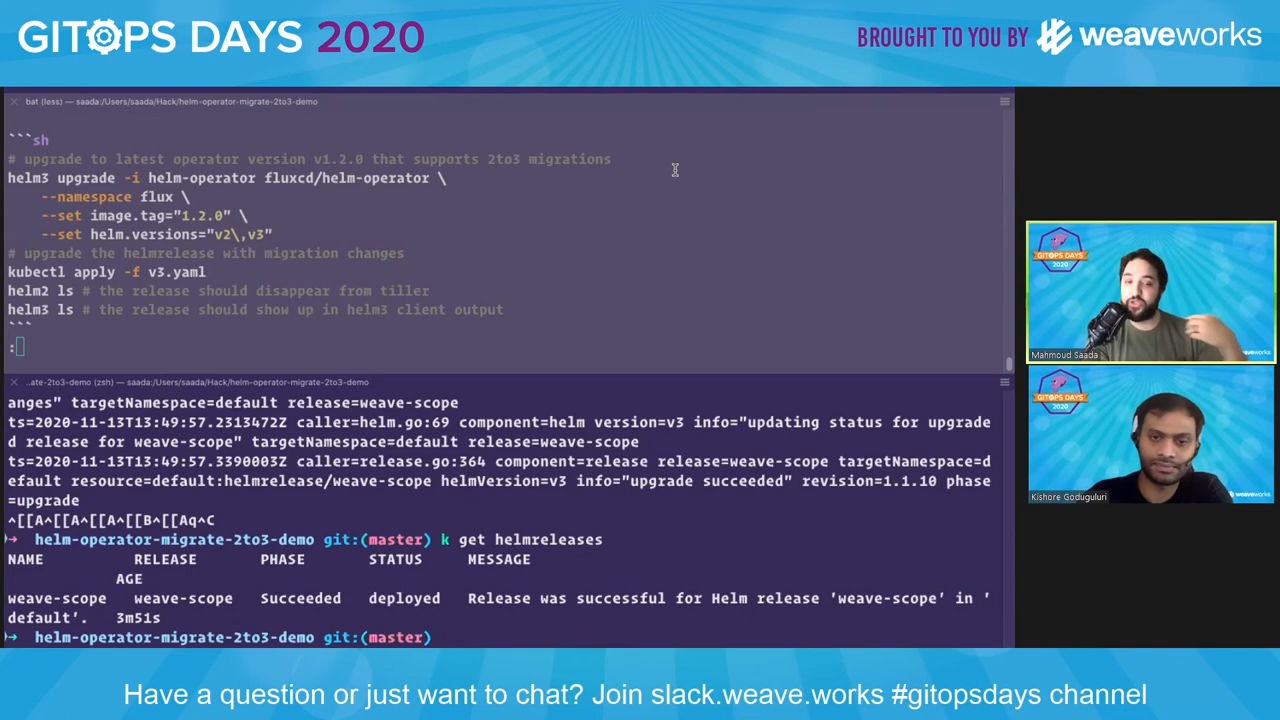 GITOPS DAYS 2020
BROUGHT TO YOU BY weaveworks
bat (less) — saada:/Users/saada/Hack/helm-operator-migrate-2to3-demo
```sh
# upgrade to latest operator version v1.2.0 that supports 2to3 migrations
helm3 upgrade -i helm-operator fluxcd/helm-operator \
--namespace flux \
--set image.tag="1.2.0" \
--set helm.versions="v2\,v3"
# upgrade the helmrelease with migration changes
kubectl apply -f v3.yaml
helm2 ls # the release should disappear from tiller
helm3 ls # the release should show up in helm3 client output
```
:
..ate-2to3-demo (zsh) — saada:/Users/saada/Hack/helm-operator-migrate-2to3-demo
anges" targetNamespace=default release=weave-scope
ts=2020-11-13T13:49:57.2313472Z caller=helm.go:69 component=helm version=v3 info="updating status for upgrade
d release for weave-scope" targetNamespace=default release=weave-scope
ts=2020-11-13T13:49:57.3390003Z caller=release.go:364 component=release release=weave-scope targetNamespace=d
efault resource=default:helmrelease/weave-scope helmVersion=v3 info="upgrade succeeded" revision=1.1.10 phase
=upgrade
^[[A^[[A^[[A^[[B^[[Aq^C
➜ helm-operator-migrate-2to3-demo git:(master) k get helmreleases
NAME RELEASE PHASE STATUS MESSAGE
AGE
weave-scope weave-scope Succeeded deployed Release was successful for Helm release 'weave-scope' in '
default'. 3m51s
➜ helm-operator-migrate-2to3-demo git:(master)
GITOPS DAYS
2020
weaveworks
Mahmoud Saada
GITOPS DAYS
2020
weaveworks
Kishore Goduguluri
Have a question or just want to chat? Join slack.weave.works #gitopsdays channel